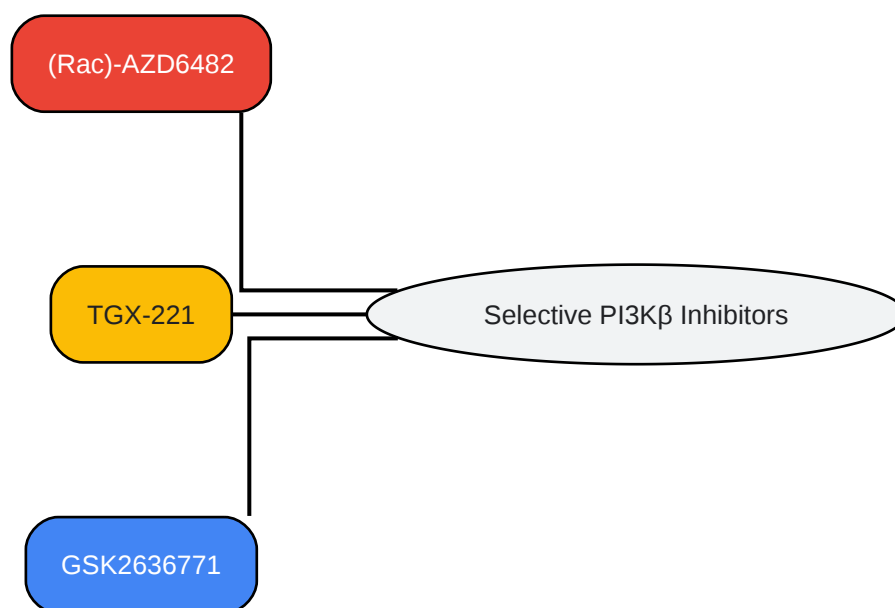 (Rac)-AZD6482
TGX-221
Selective PI3Kβ Inhibitors
GSK2636771